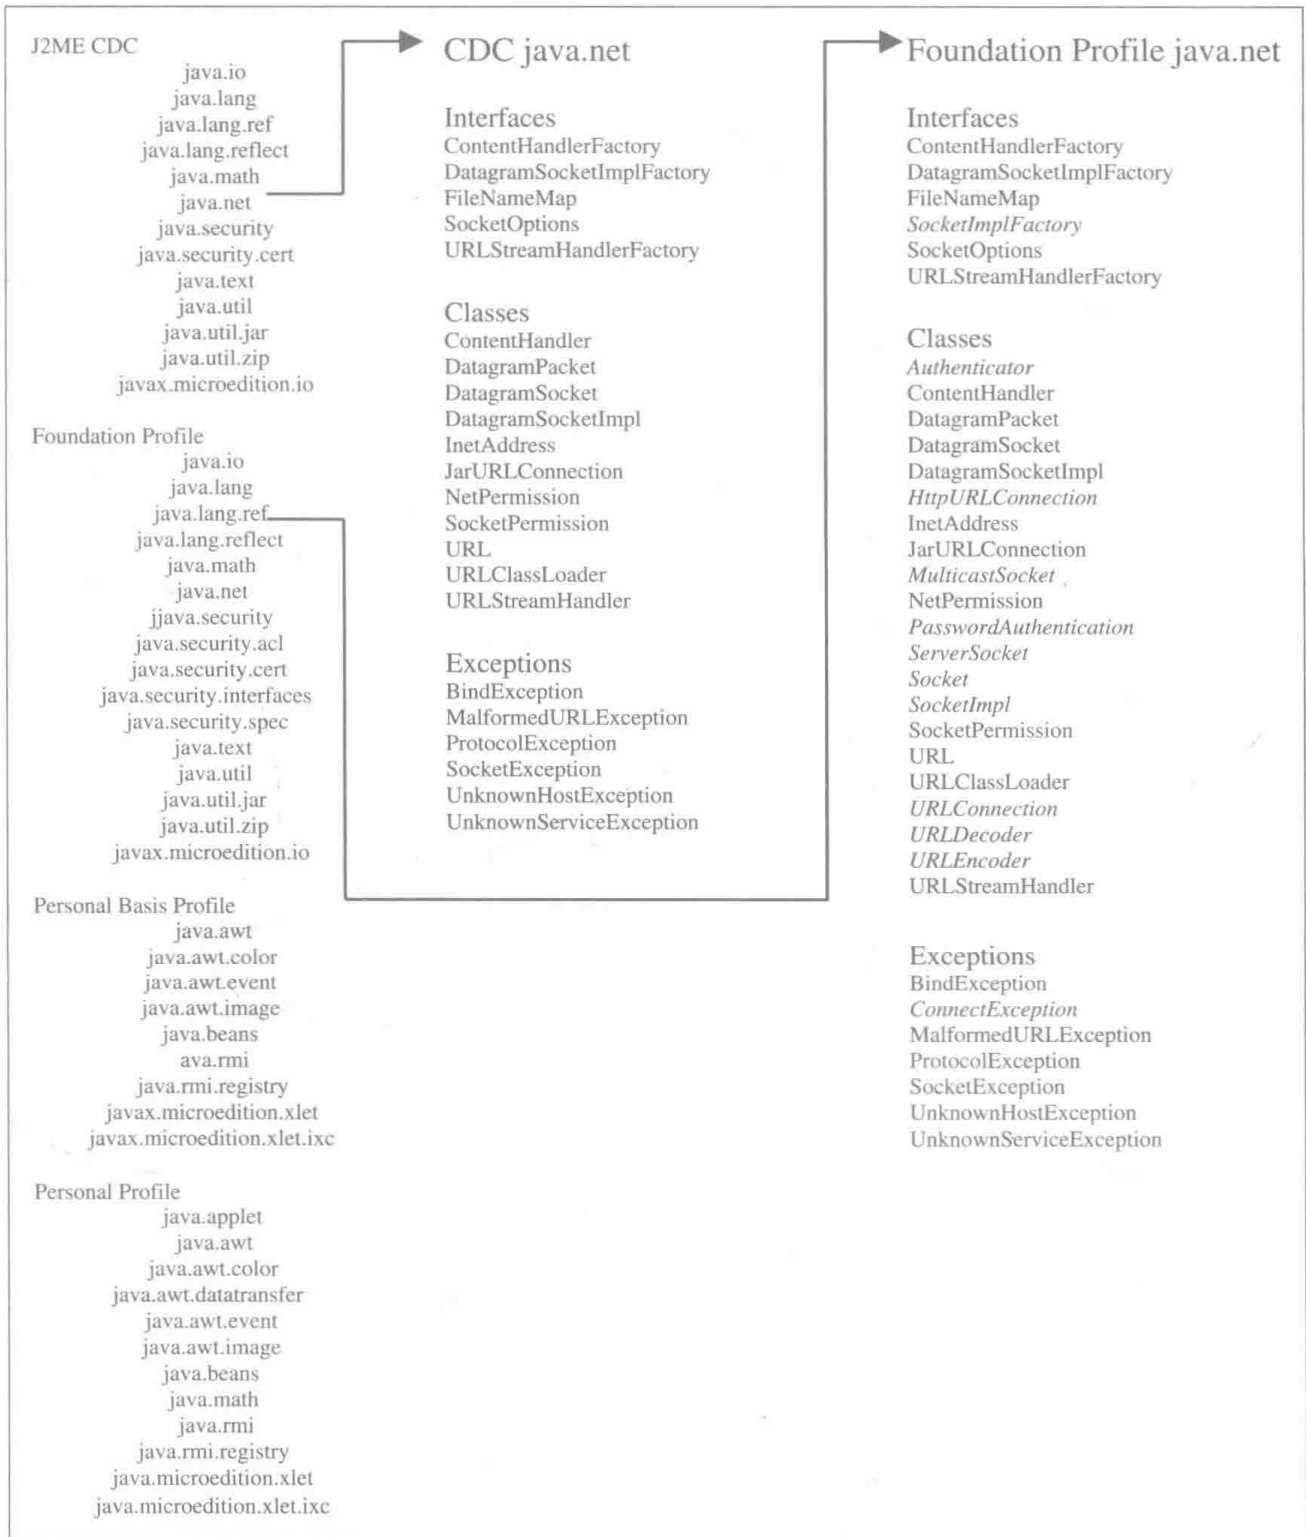 J2ME CDC
java.io
java.lang
java.lang.ref
java.lang.reflect
java.math
java.net
java.security
java.security.cert
java.text
java.util
java.util.jar
java.util.zip
javax.microedition.io
Foundation Profile
java.io
java.lang
java.lang.ref
java.lang.reflect
java.math
java.net
jjava.security
java.security.acl
java.security.cert
java.security.interfaces
java.security.spec
java.text
java.util
java.util.jar
java.util.zip
javax.microedition.io
Personal Basis Profile
java.awt
java.awt.color
java.awt.event
java.awt.image
java.beans
ava.rmi
java.rmi.registry
javax.microedition.xlet
javax.microedition.xlet.ixc
Personal Profile
java.applet
java.awt
java.awt.color
java.awt.datatransfer
java.awt.event
java.awt.image
java.beans
java.math
java.rmi
java.rmi.registry
java.microedition.xlet
java.microedition.xlet.ixc
CDC java.net
Interfaces
ContentHandlerFactory
DatagramSocketImplFactory
FileNameMap
SocketOptions
URLStreamHandlerFactory
Classes
ContentHandler
DatagramPacket
DatagramSocket
DatagramSocketImpl
InetAddress
JarURLConnection
NetPermission
SocketPermission
URL
URLClassLoader
URLStreamHandler
Exceptions
BindException
MalformedURLException
ProtocolException
SocketException
UnknownHostException
UnknownServiceException
Foundation Profile java.net
Interfaces
ContentHandlerFactory
DatagramSocketImplFactory
FileNameMap
SocketImplFactory
SocketOptions
URLStreamHandlerFactory
Classes
Authenticator
ContentHandler
DatagramPacket
DatagramSocket
DatagramSocketImpl
HttpURLConnection
InetAddress
JarURLConnection
MulticastSocket
NetPermission
PasswordAuthentication
ServerSocket
Socket
SocketImpl
SocketPermission
URL
URLClassLoader
URLConnection
URLDecoder
URLEncoder
URLStreamHandler
Exceptions
BindException
ConnectException
MalformedURLException
ProtocolException
SocketException
UnknownHostException
UnknownServiceException